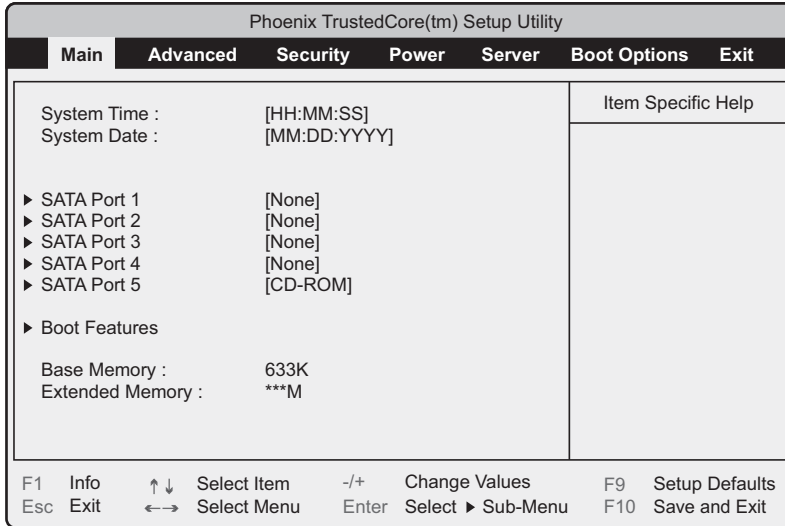 Phoenix TrustedCore(tm) Setup Utility
Main Advanced Security Power Server Boot Options Exit
System Time : [HH:MM:SS]
System Date : [MM:DD:YYYY]
Item Specific Help
▶ SATA Port 1 [None]
▶ SATA Port 2 [None]
▶ SATA Port 3 [None]
▶ SATA Port 4 [None]
▶ SATA Port 5 [CD-ROM]
▶ Boot Features
Base Memory : 633K
Extended Memory : ***M
F1 Info ↑ ↓ Select Item -/+ Change Values F9 Setup Defaults
Esc Exit ←→ Select Menu Enter Select ▶ Sub-Menu F10 Save and Exit